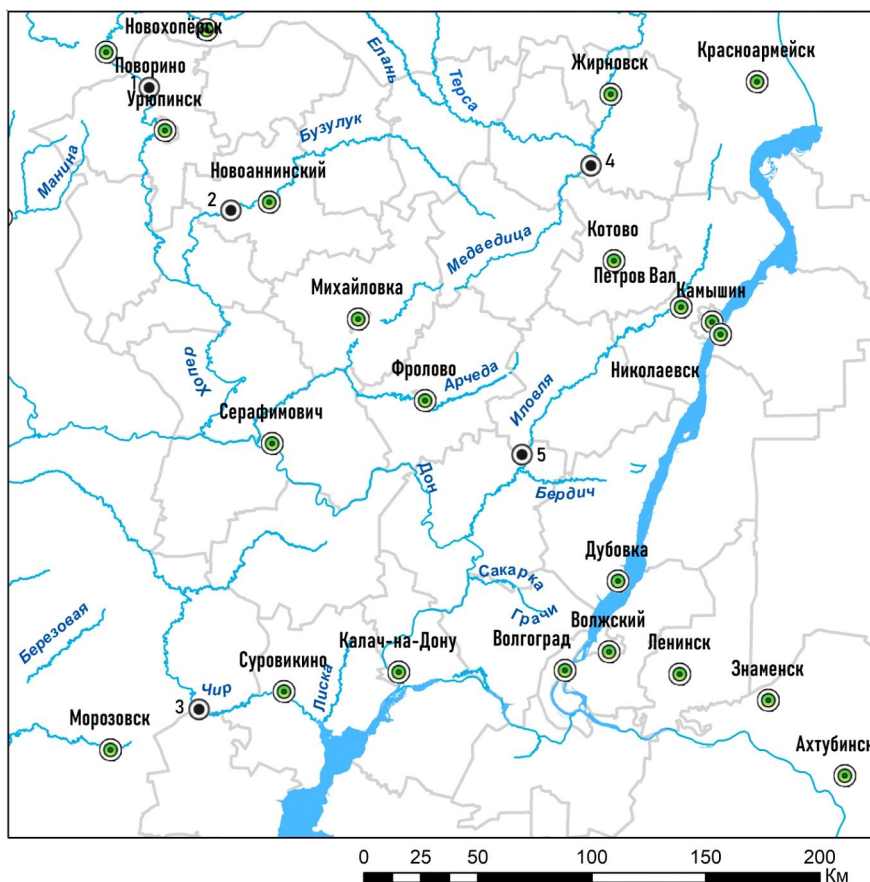 Новохопёрск
Поворино
1
Урюпинск
Елань
Терса
Жирновск
Красноармейск
Манина
Бузулук
Новоаннинский
2
4
Медведица
Котово
Петров Вал
Камышин
Михайловка
Николаевск
Хопер
Фролово
Арчеда
Иловля
Серафимович
5
Дон
Бердич
Сакарка
Дубовка
Грачи
Березовая
Волжский
Калач-на-Дону
Волгоград
Ленинск
Суровикино
Лиска
Знаменск
Чир
3
Морозовск
Ахтубинск
0 25 50 100 150 200
Км